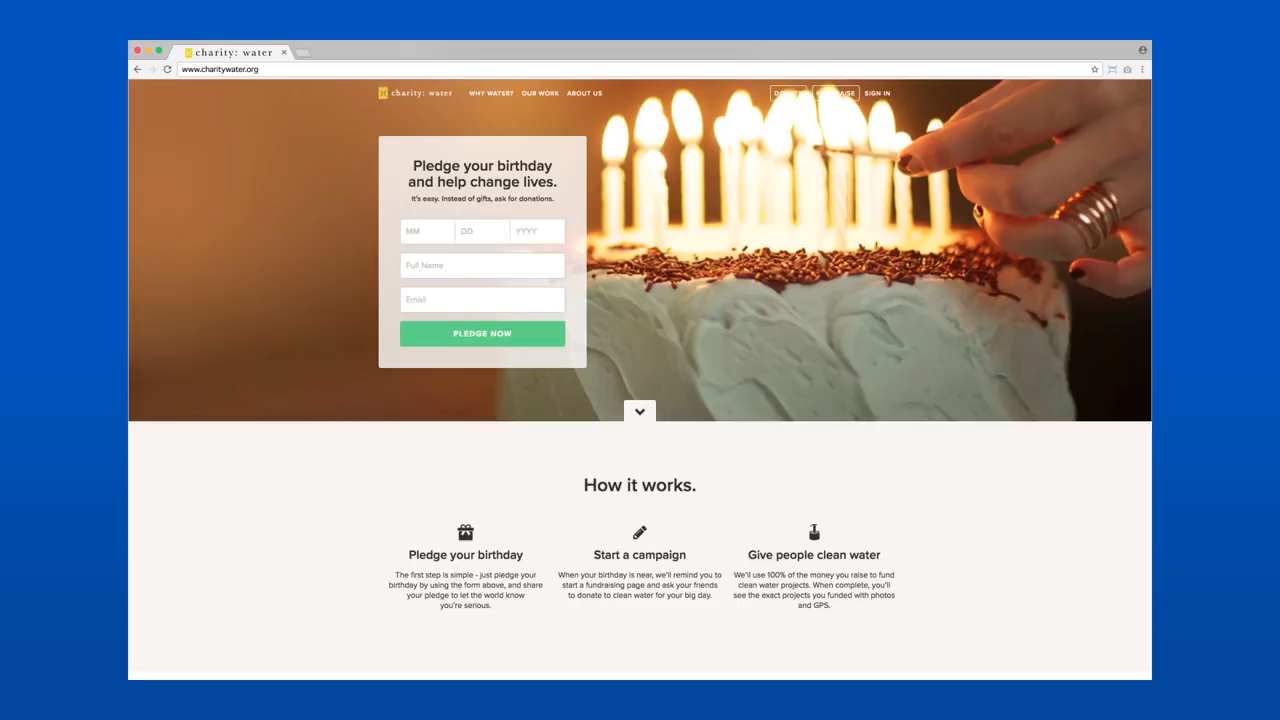 charity: water
www.charitywater.org
charity: water WHY WATER? OUR WORK ABOUT US SIGN IN
Pledge your birthday
and help change lives.
It's easy. Instead of gifts, ask for donations.
MM DD YYYY
Full Name
Email
PLEDGE NOW
How it works.
Pledge your birthday
The first step is simple - just pledge your
birthday by using the form above, and share
your pledge to let the world know
you're serious.
Start a campaign
When your birthday is near, we'll remind you to
start a fundraising page and ask your friends
to donate to clean water for your big day.
Give people clean water
We'll use 100% of the money you raise to fund
clean water projects. When complete, you'll
see the exact projects you funded with photos
and GPS.